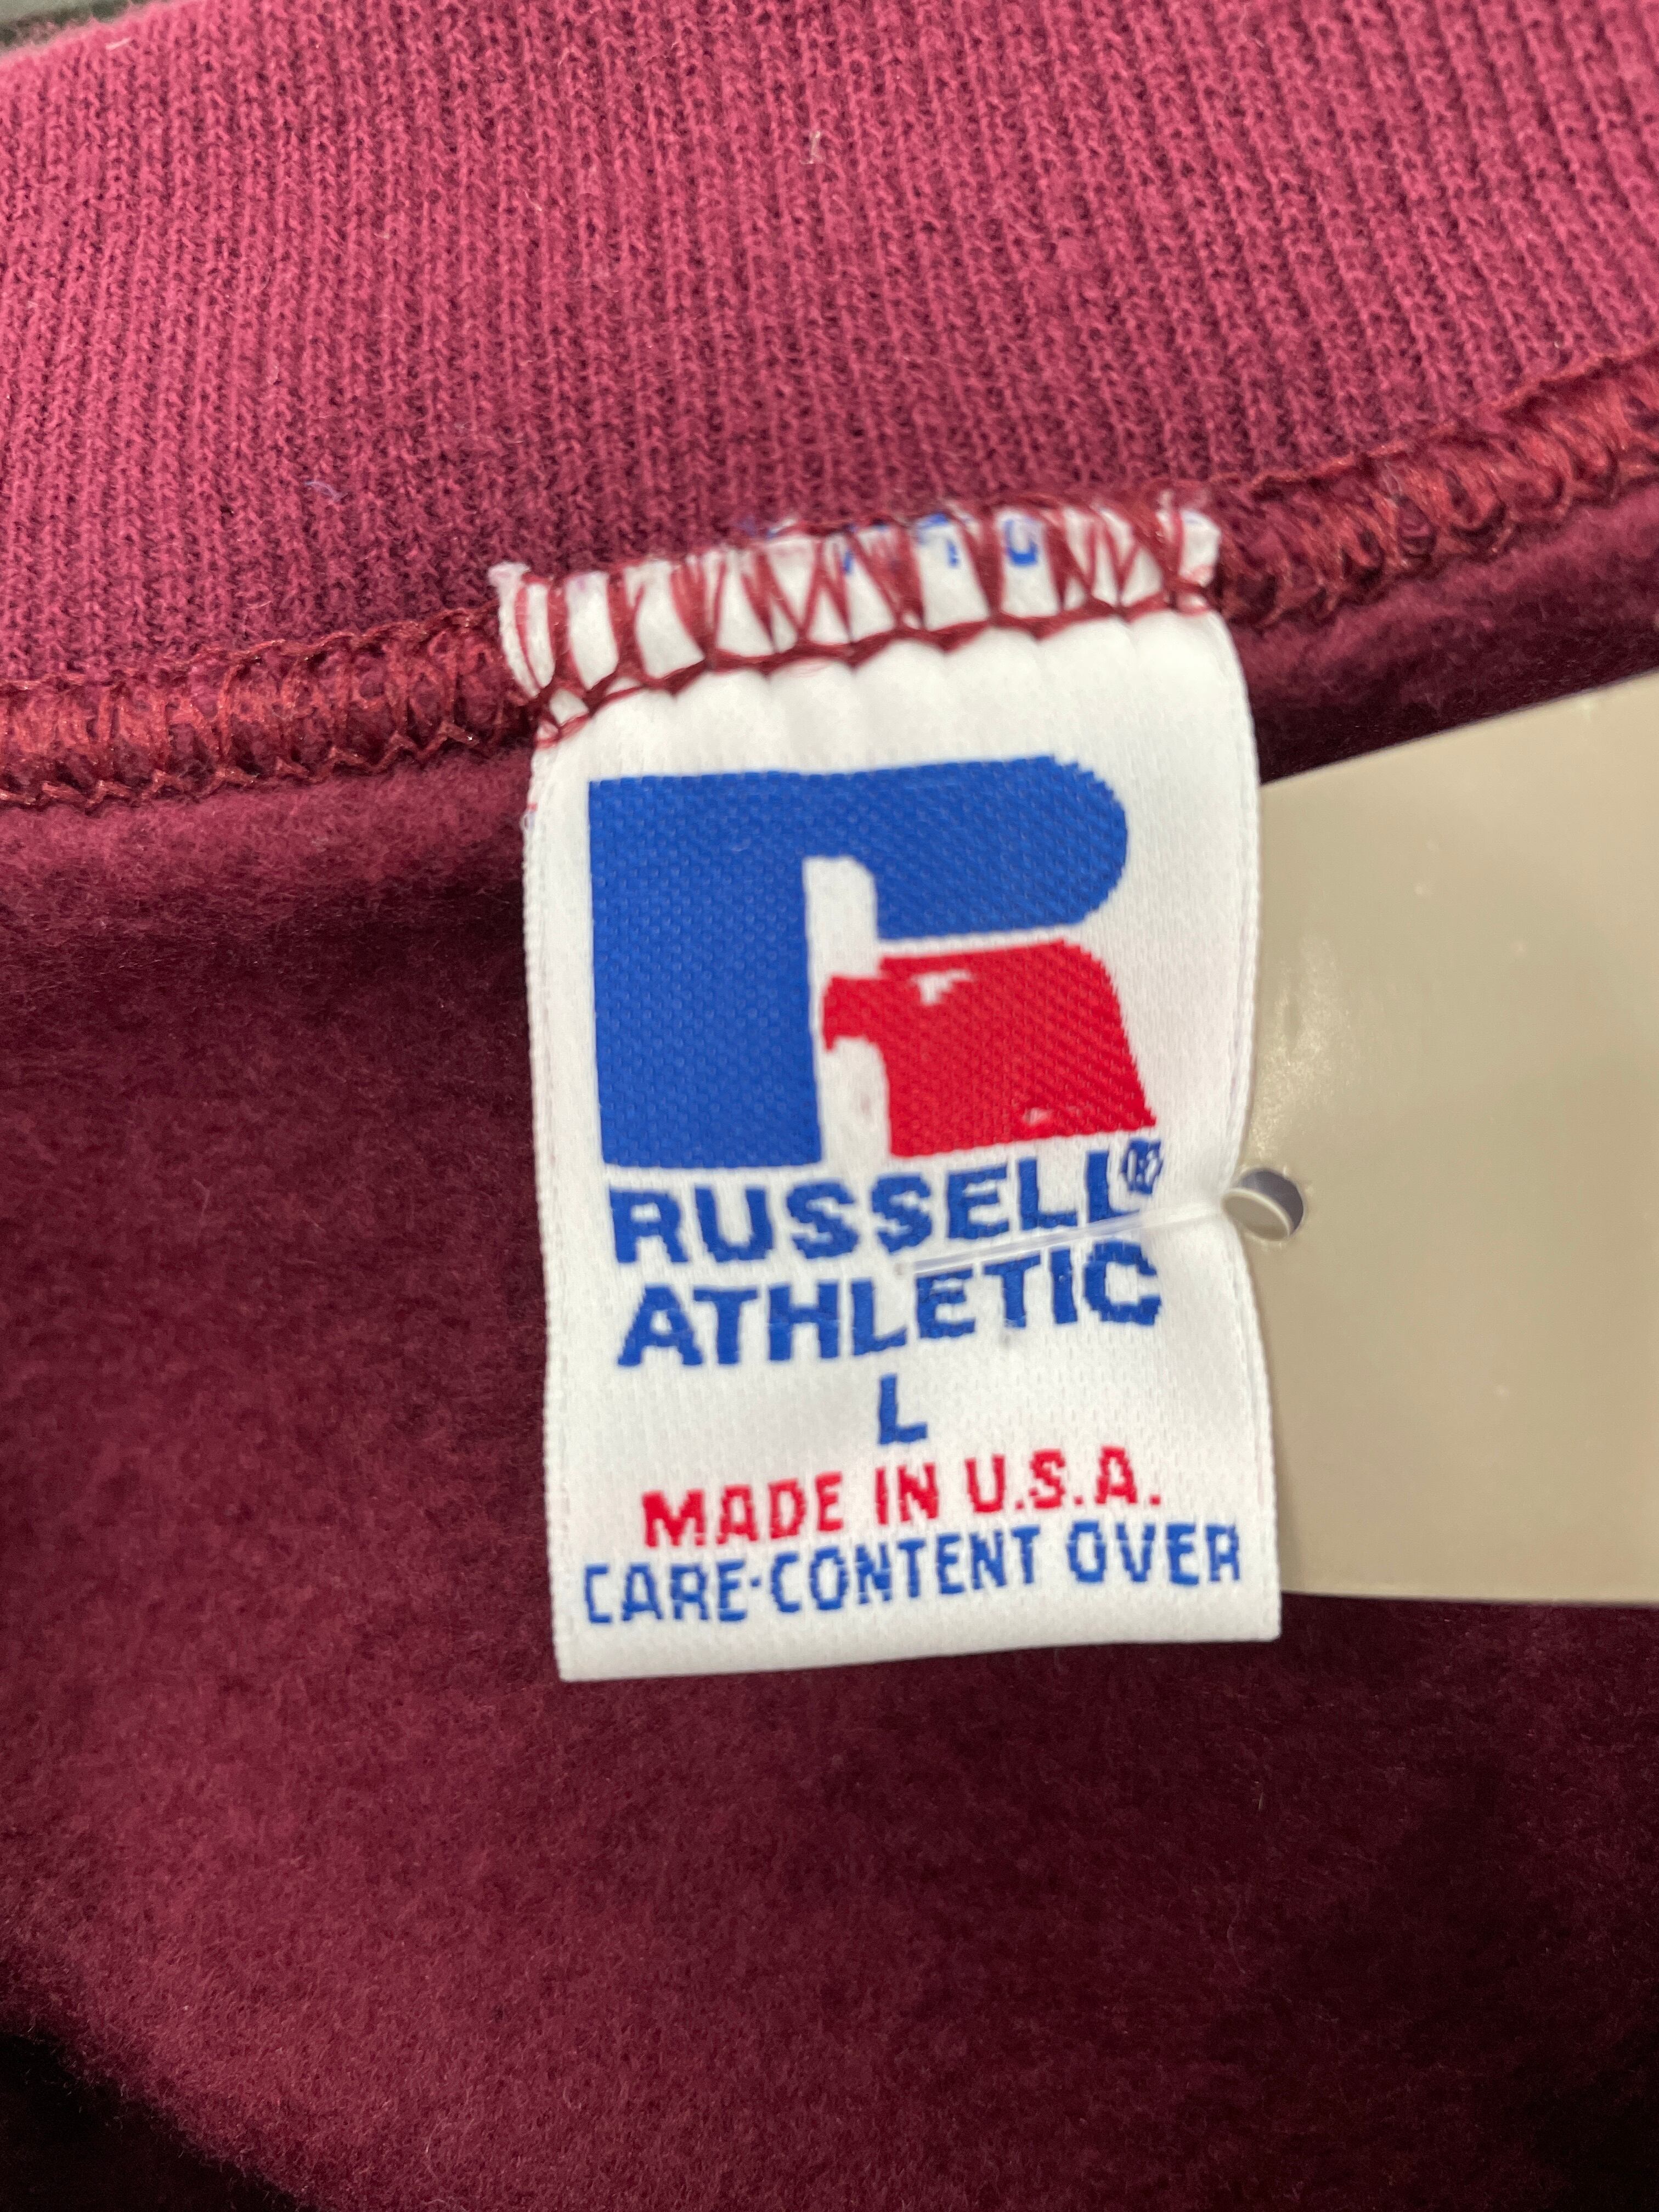 RUSSELL®
ATHLETIC
L
MADE IN U.S.A.
CARE-CONTENT OVER